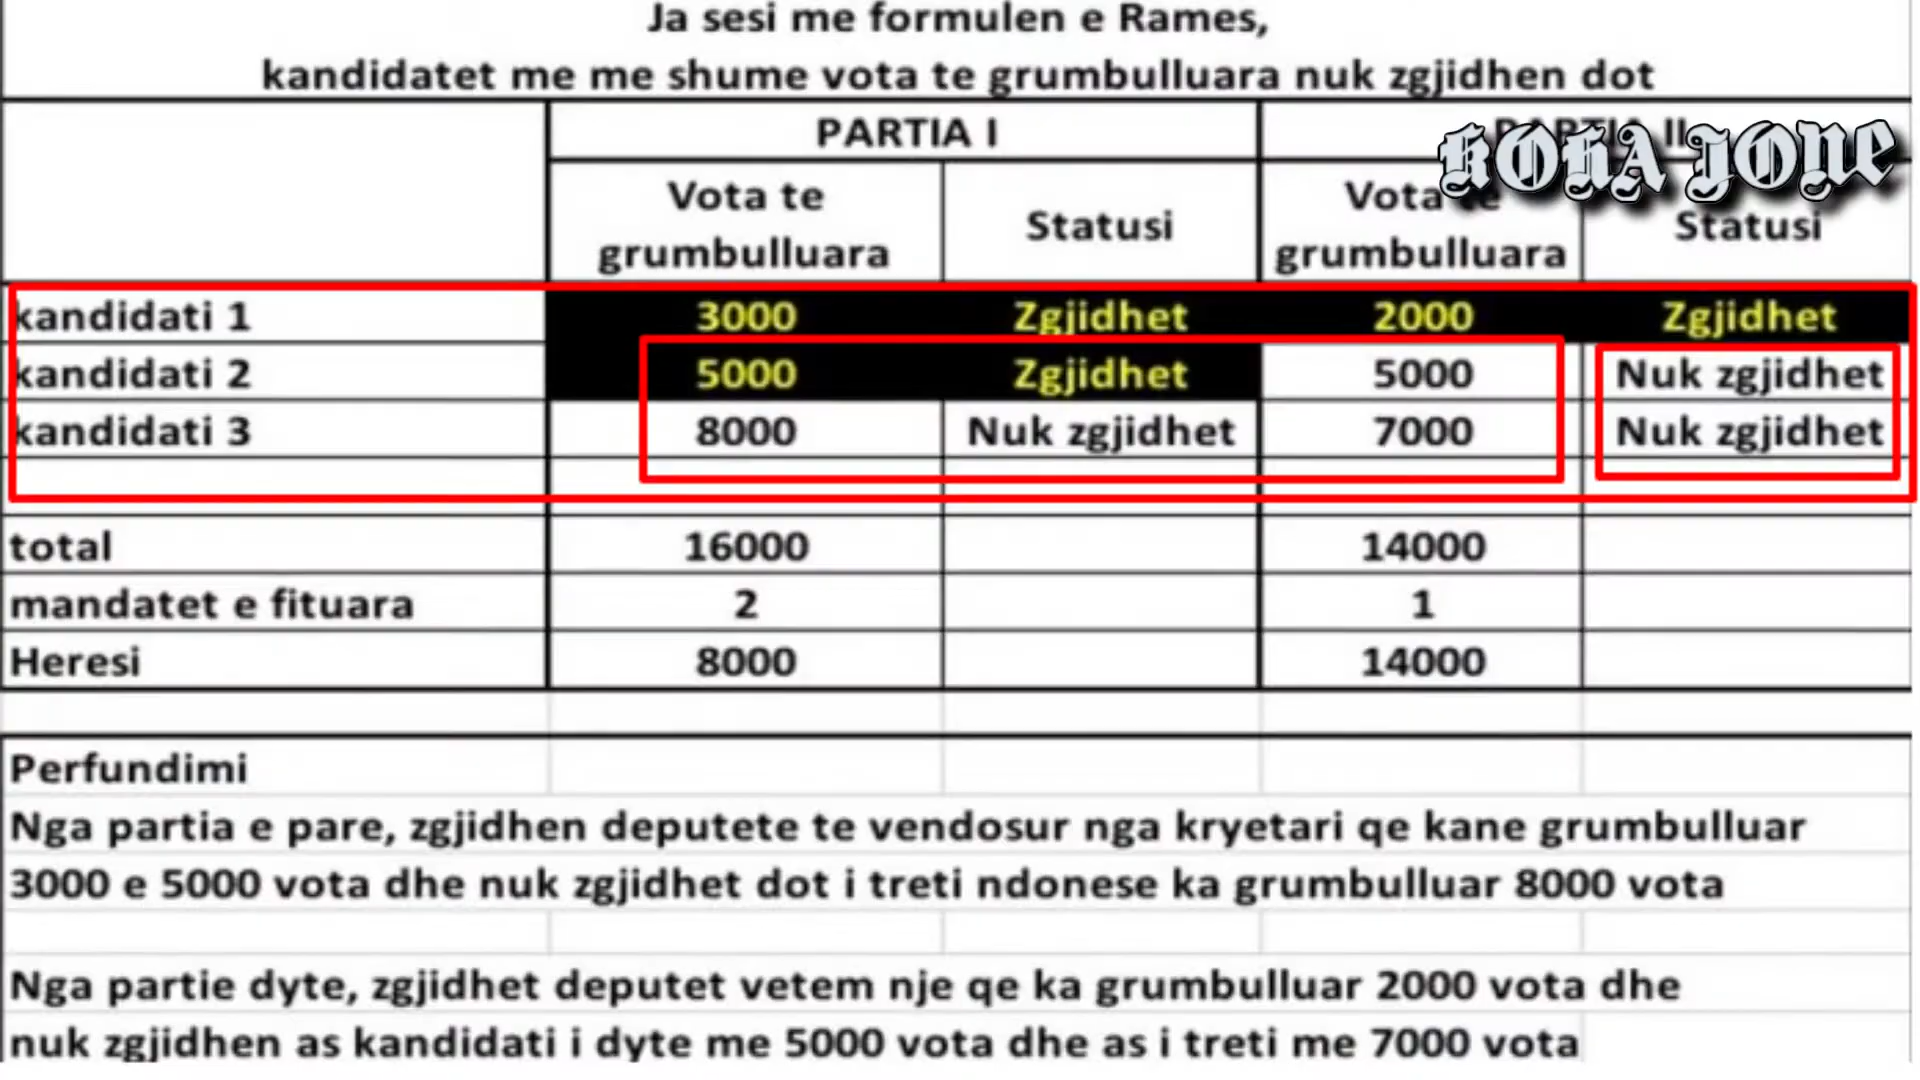 Ja sesi me formulen e Rames,
kandidatet me me shume vota te grumbulluara nuk zgjidhen dot
PARTIA I PARTIA II
KOHA JONE
Vota te grumbulluara Statusi Vota te grumbulluara Statusi
kandidati 1 3000 Zgjidhet 2000 Zgjidhet
kandidati 2 5000 Zgjidhet 5000 Nuk zgjidhet
kandidati 3 8000 Nuk zgjidhet 7000 Nuk zgjidhet
total 16000 14000
mandatet e fituara 2 1
Heresi 8000 14000
Perfundimi
Nga partia e pare, zgjidhen deputete te vendosur nga kryetari qe kane grumbulluar
3000 e 5000 vota dhe nuk zgjidhet dot i treti ndonese ka grumbulluar 8000 vota
Nga partie dyte, zgjidhet deputet vetem nje qe ka grumbulluar 2000 vota dhe
nuk zgjidhen as kandidati i dyte me 5000 vota dhe as i treti me 7000 vota